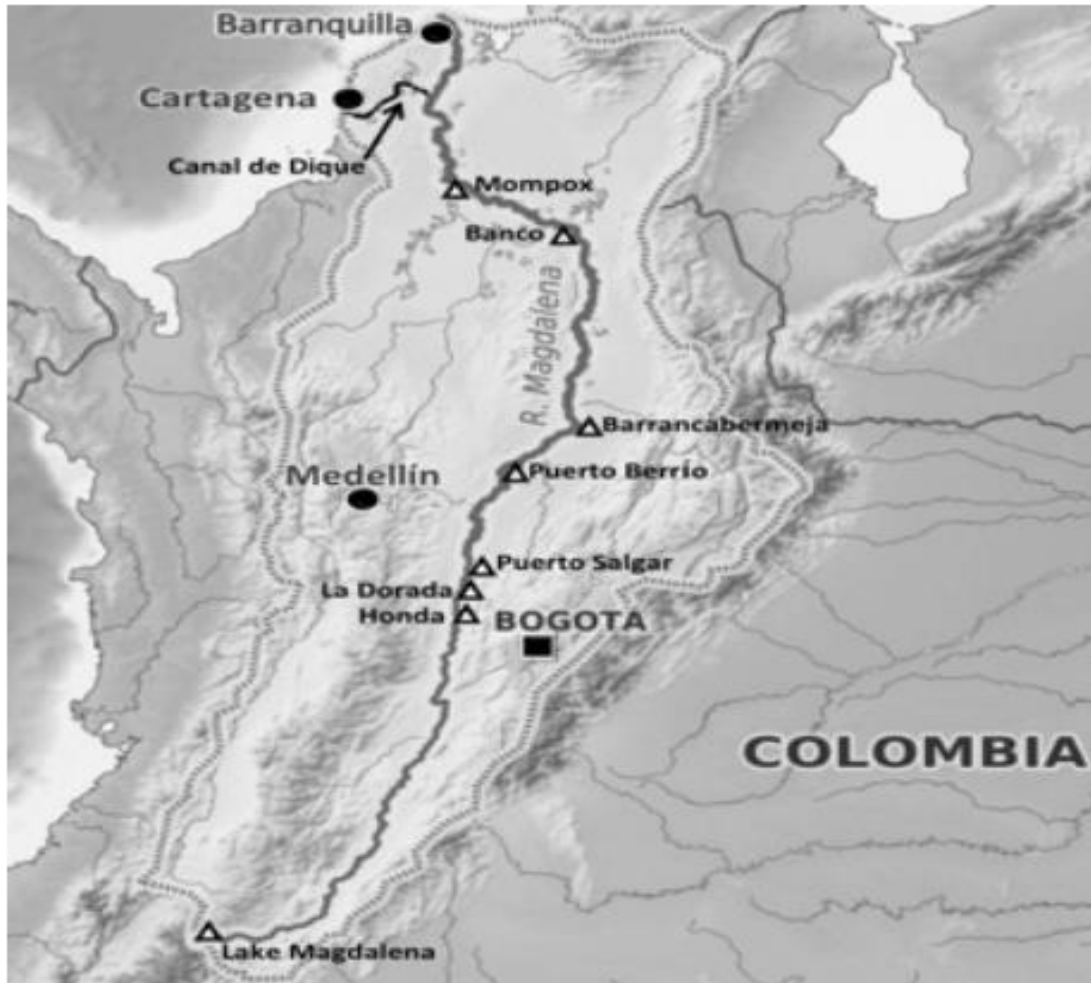 Barranquilla
Cartagena
Canal de Dique
Mompox
Banco
R. Magdalena
Barrancabermeja
Puerto Berrío
Medellín
Puerto Salgar
La Dorada
Honda
BOGOTA
COLOMBIA
Lake Magdalena